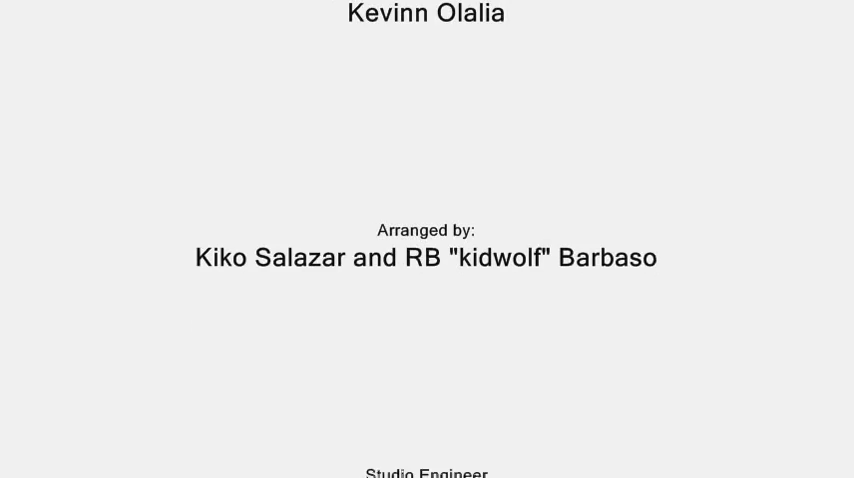 Kevinn Olalia
Arranged by:
Kiko Salazar and RB "kidwolf" Barbaso
Studio Engineer